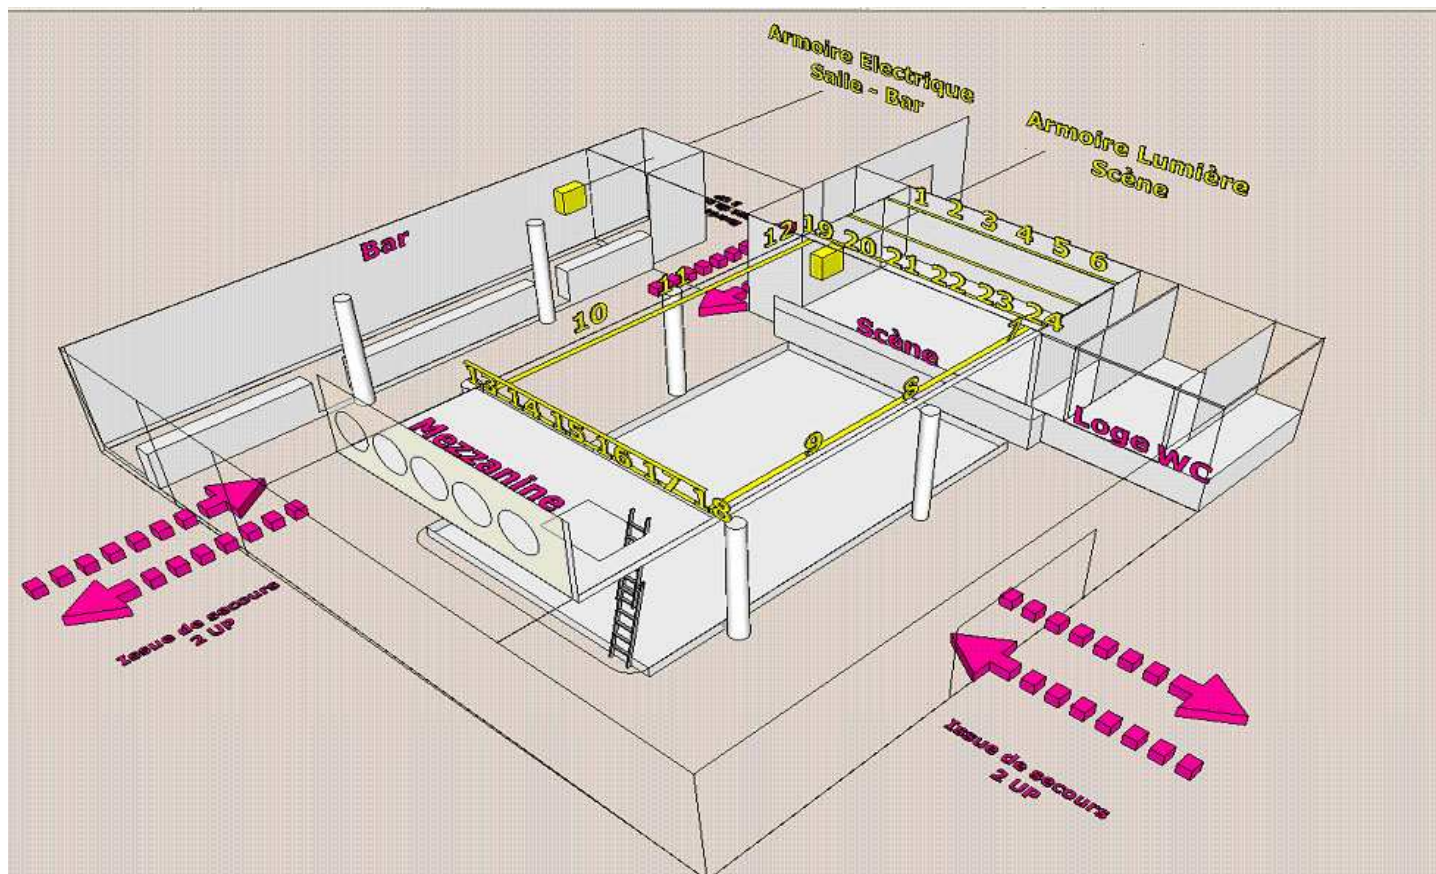 Armoire Electrique
Salle - Bar
Armoire Lumière
Scène
Bar
1 2 3 4 5 6
12 19 20 21 22 23 24
11
10
7
Scène
8
13 14 15 16 17 18
9
Mezzanine
Loge WC
Issue de secours
2 UP
Issue de secours
2 UP